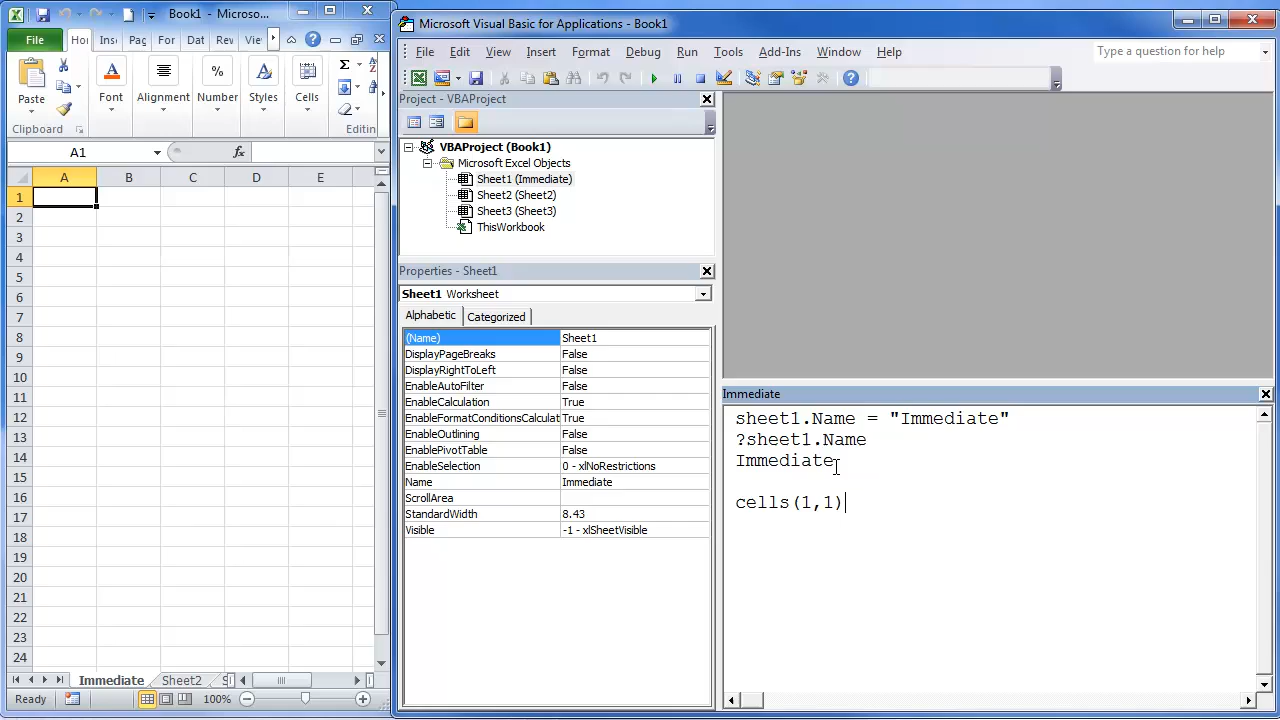 Book1 - Microso...
File
Hoı
Ins
Paç
For
Dat
Rev
Vie
Paste
Font
Alignment
Number
Styles
Cells
%
Σ
Clipboard
Editin
A1
fx
A B C D E
1
2
3
4
5
6
7
8
9
10
11
12
13
14
15
16
17
18
19
20
21
22
23
24
Immediate Sheet2 S
Ready 100%
Microsoft Visual Basic for Applications - Book1
File Edit View Insert Format Debug Run Tools Add-Ins Window Help
Type a question for help
Project - VBAProject
VBAProject (Book1)
Microsoft Excel Objects
Sheet1 (Immediate)
Sheet2 (Sheet2)
Sheet3 (Sheet3)
ThisWorkbook
Properties - Sheet1
Sheet1 Worksheet
Alphabetic Categorized
(Name) Sheet1
DisplayPageBreaks False
DisplayRightToLeft False
EnableAutoFilter False
EnableCalculation True
EnableFormatConditionsCalculat True
EnableOutlining False
EnablePivotTable False
EnableSelection 0 - xlNoRestrictions
Name Immediate
ScrollArea
StandardWidth 8.43
Visible -1 - xlSheetVisible
Immediate
sheet1.Name = "Immediate"
?sheet1.Name
Immediate
cells(1,1)